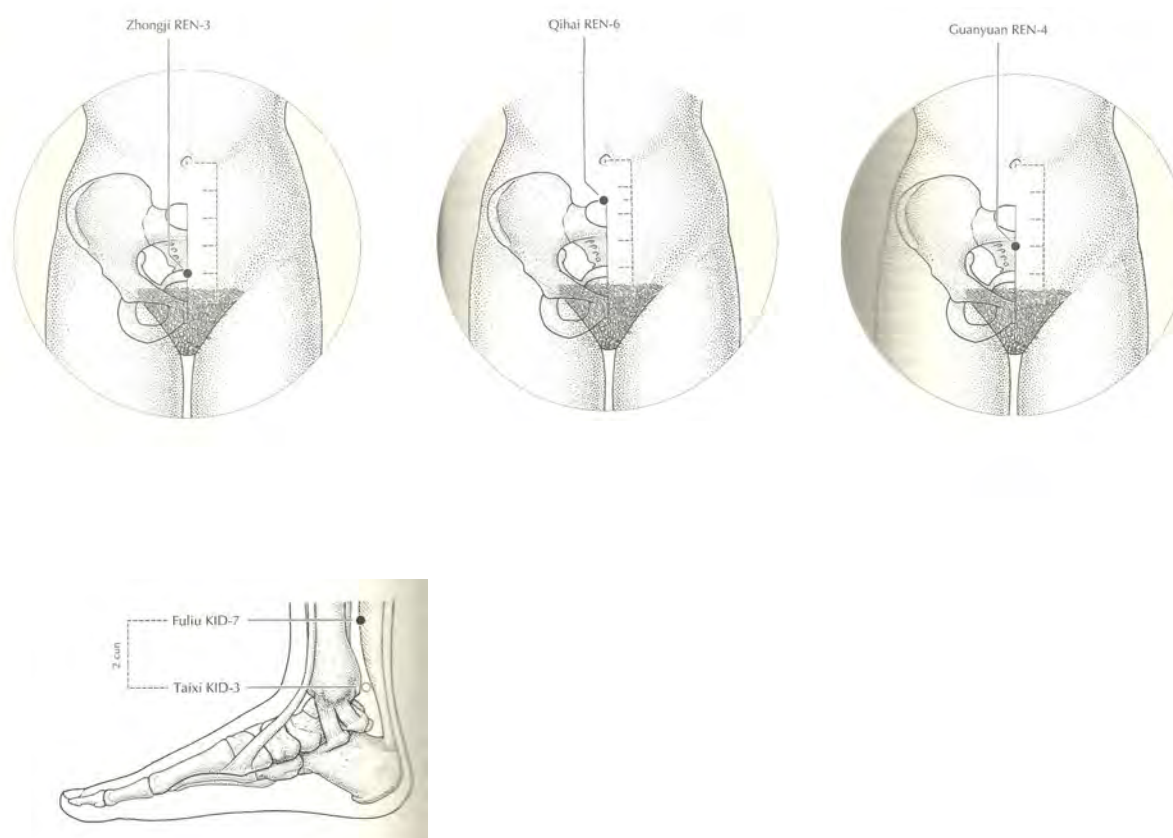 Zhongji REN-3
Qihai REN-6
Guanyuan REN-4
Fuliu KID-7
2 cun
Taixi KID-3